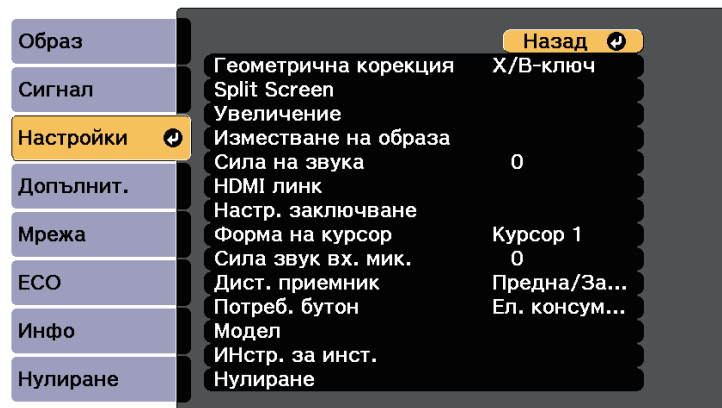 Образ
Сигнал
Настройки
Допълнит.
Мрежа
ECO
Инфо
Нулиране
Назад
Геометрична корекция Х/В-ключ
Split Screen
Увеличение
Изместване на образа
Сила на звука 0
HDMI линк
Настр. заключване
Форма на курсор Курсор 1
Сила звук вх. мик. 0
Дист. приемник Предна/За...
Потреб. бутон Ел. консум...
Модел
ИНстр. за инст.
Нулиране